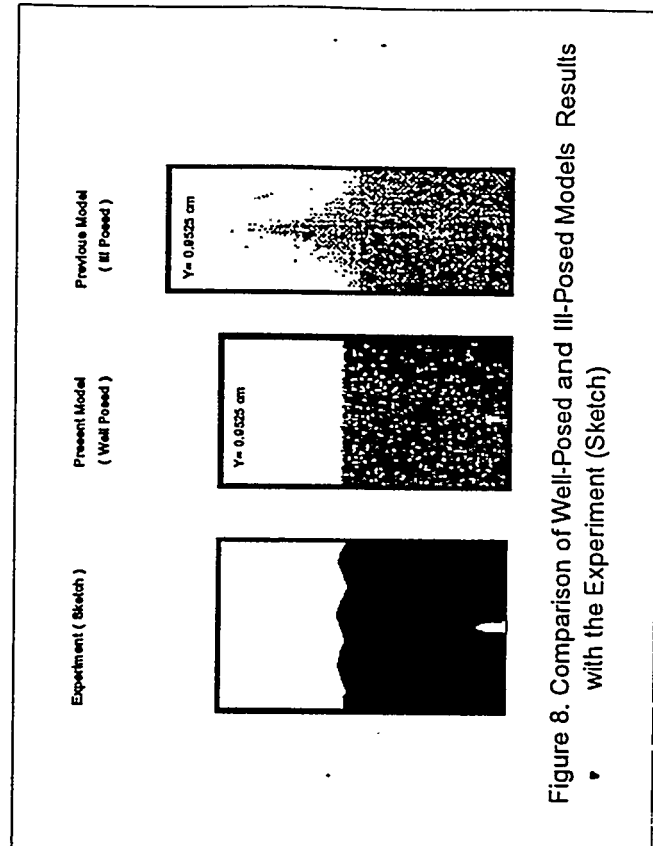 Experiment ( Sketch )
Present Model
( Well Posed )
Previous Model
( Ill Posed )
Y= 0.9525 cm
Y= 0.9525 cm
Figure 8. Comparison of Well-Posed and Ill-Posed Models Results
with the Experiment (Sketch)